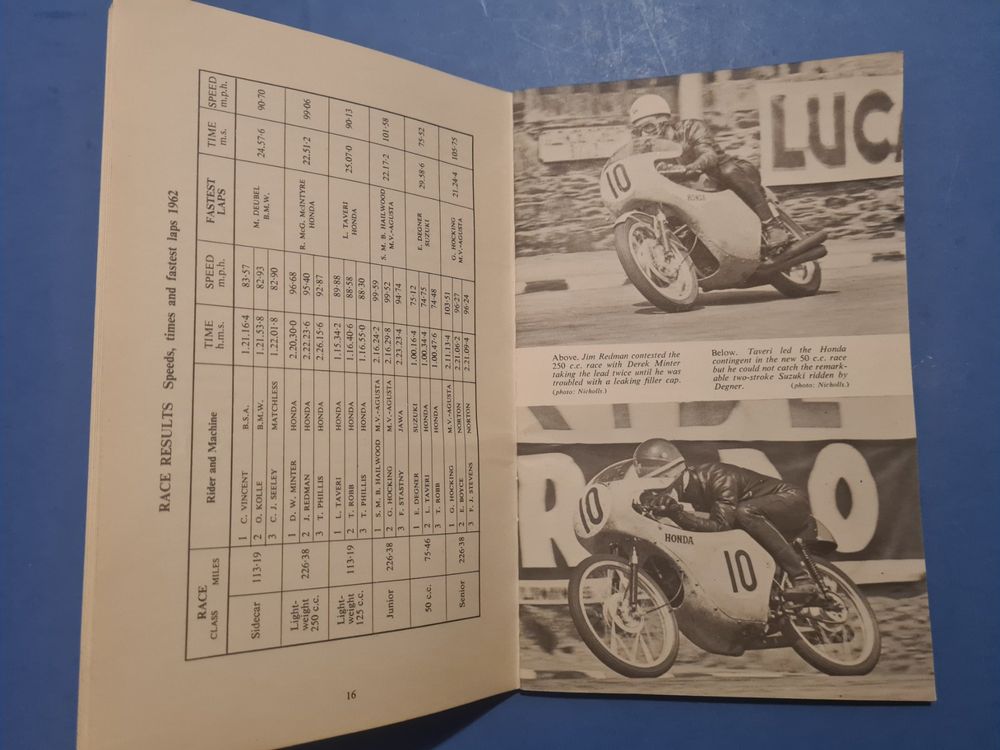 RACE RESULTS Speeds, times and fastest laps 1962
RACE Rider and Machine TIME SPEED FASTEST TIME SPEED
CLASS MILES h.m.s. m.p.h. LAPS m.s. m.p.h.
Sidecar 113·19 1 C. VINCENT B.S.A. 1.21.16·4 83·57 M. DEUBEL 24.57·6 90·70
2 O. KOLLE B.M.W. 1.21.53·8 82·93 B.M.W.
3 C. J. SEELEY MATCHLESS 1.22.01·8 82·90
Light- 226·38 1 D. W. MINTER HONDA 2.20.30·0 96·68 R. McG. McINTYRE 22.51·2 99·06
weight 2 J. REDMAN HONDA 2.22.23·6 95·40 HONDA
250 c.c. 3 T. PHILLIS HONDA 2.26.15·6 92·87
Light- 113·19 1 L. TAVERI HONDA 1.15.34·2 89·88 L. TAVERI 25.07·0 90·13
weight 2 T. ROBB HONDA 1.16.40·6 88·58 HONDA
125 c.c. 3 T. PHILLIS HONDA 1.16.55·0 88·30
Junior 226·38 1 S. M. B. HAILWOOD M.V.-AGUSTA 2.16.24·2 99·59 S. M. B. HAILWOOD 22.17·2 101·58
2 G. HOCKING M.V.-AGUSTA 2.16.29·8 99·52 M.V.-AGUSTA
3 F. STASTNY JAWA 2.23.23·4 94·74
50 c.c. 75·46 1 E. DEGNER SUZUKI 1.00.16·4 75·12 E. DEGNER 29.58·6 75·52
2 L. TAVERI HONDA 1.00.34·4 74·75 SUZUKI
3 T. ROBB HONDA 1.00.47·6 74·48
Senior 226·38 1 G. HOCKING M.V.-AGUSTA 2.11.13·4 103·51 G. HOCKING 21.24·4 105·75
2 E. BOYCE NORTON 2.21.06·2 96·27 M.V.-AGUSTA
3 F. J. STEVENS NORTON 2.21.09·4 96·24
16
LUCA
10
HONDA
Above. Jim Redman contested the
250 c.c. race with Derek Minter
taking the lead twice until he was
troubled with a leaking filler cap.
(photo: Nicholls.)
Below. Taveri led the Honda
contingent in the new 50 c.c. race
but he could not catch the remark-
able two-stroke Suzuki ridden by
Degner. (photo: Nicholls.)
10
HONDA
10